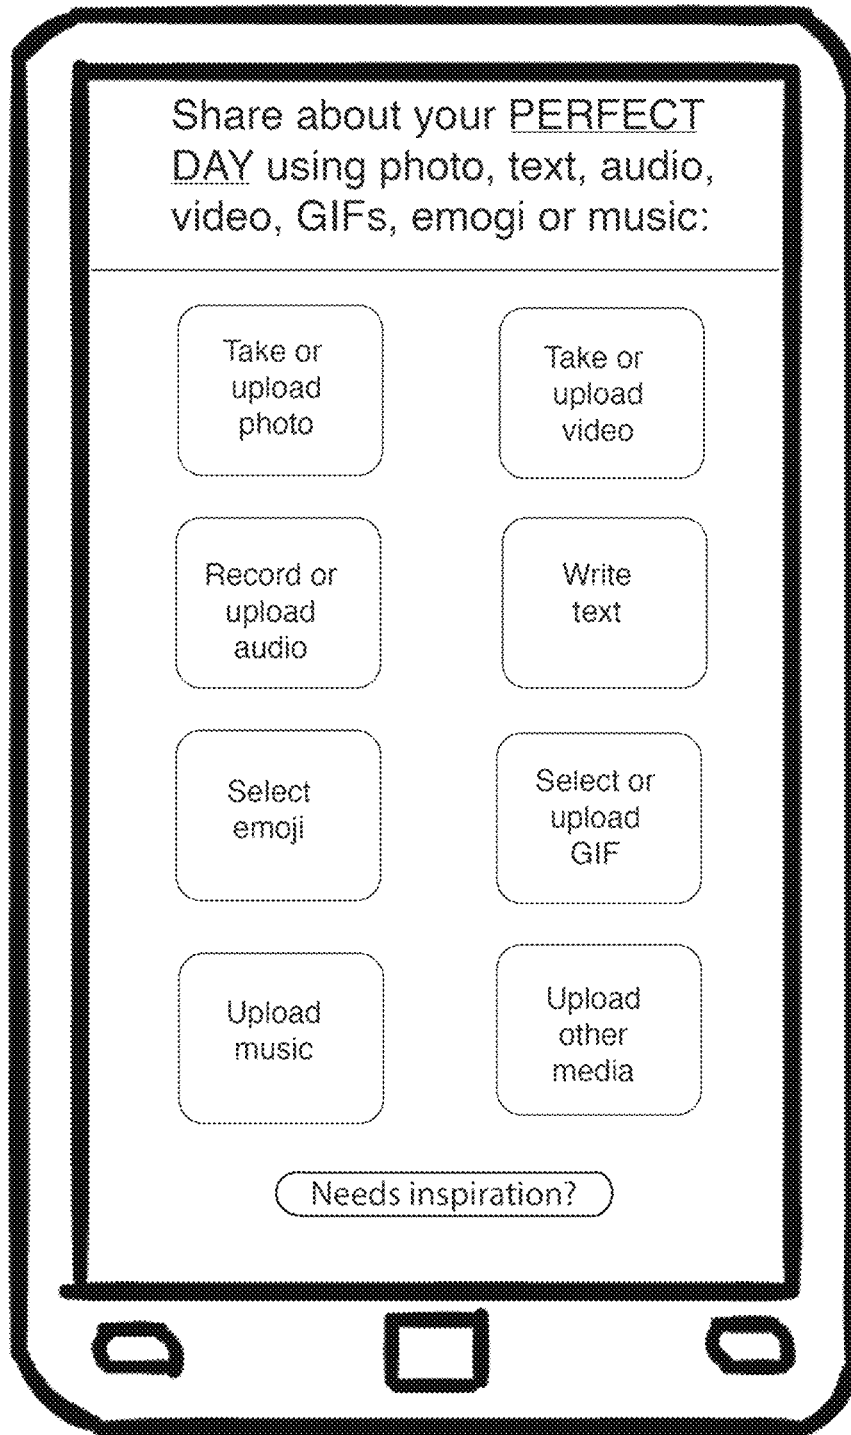 Share about your PERFECT
DAY using photo, text, audio,
video, GIFs, emogi or music:
Take or
upload
photo
Take or
upload
video
Record or
upload
audio
Write
text
Select
emoji
Select or
upload
GIF
Upload
music
Upload
other
media
Needs inspiration?